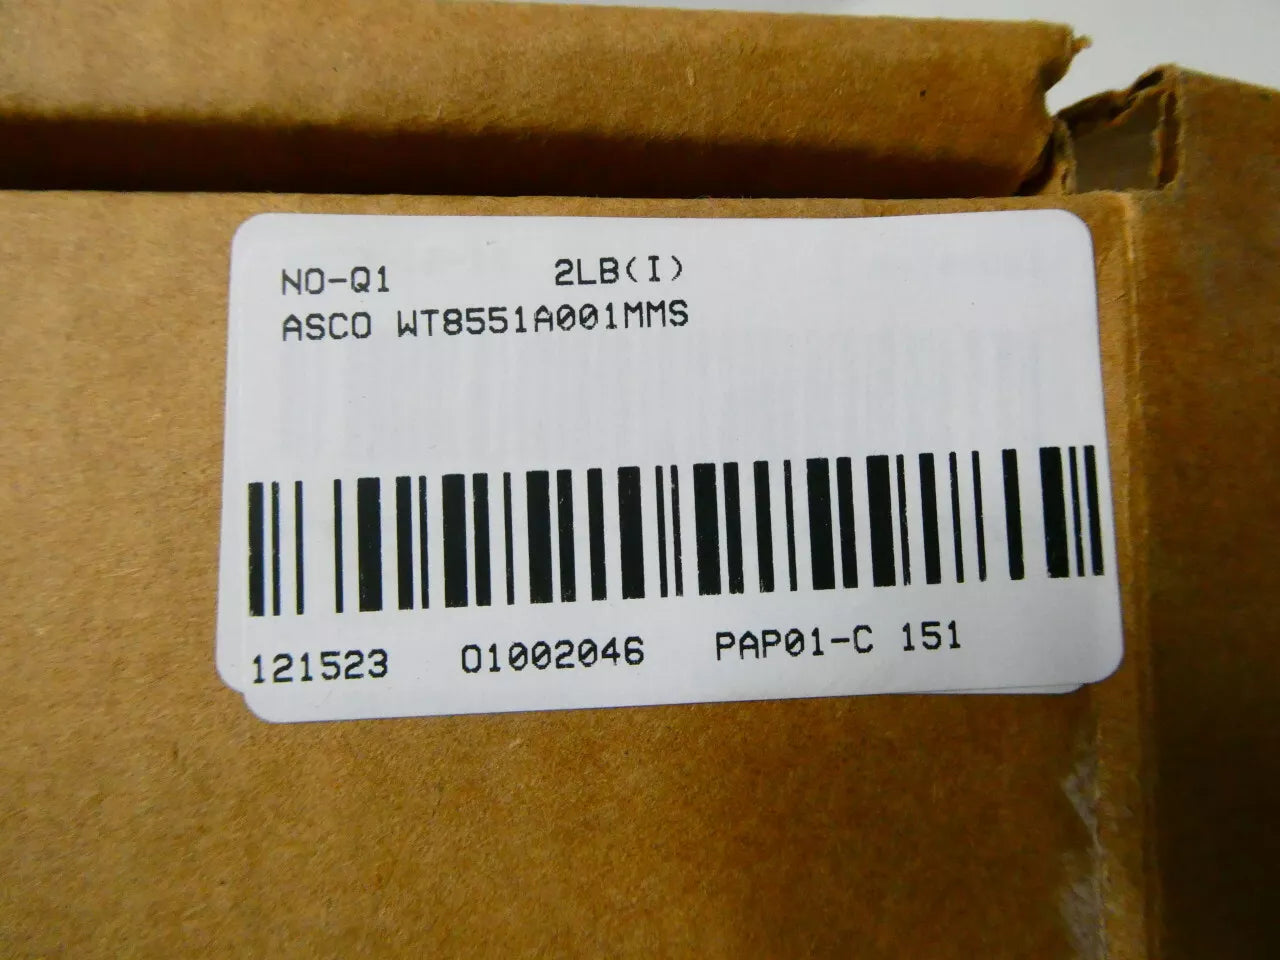 NO-Q1 2LB(I)
ASCO WT8551A001MMS
121523 01002046 PAP01-C 151